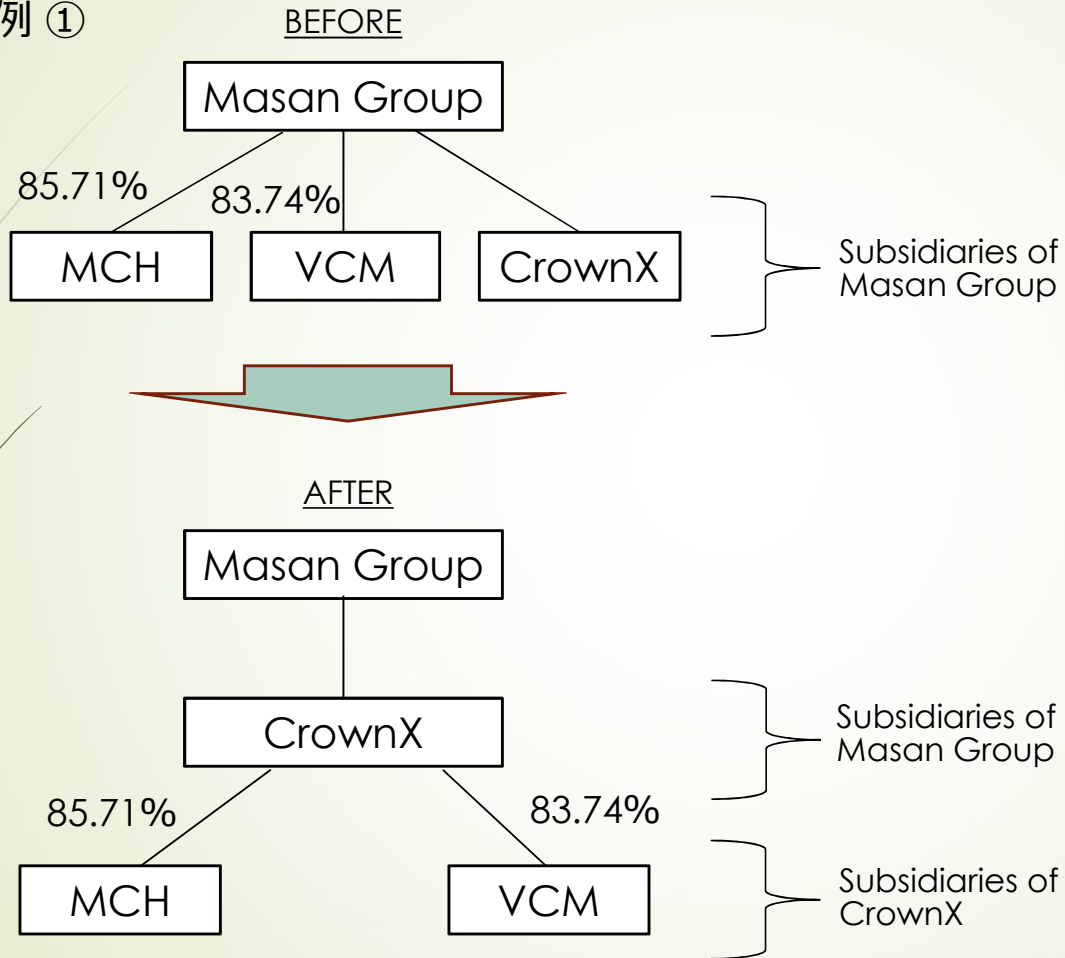 例 ①
BEFORE
Masan Group
85.71%
83.74%
MCH
VCM
CrownX
Subsidiaries of
Masan Group
AFTER
Masan Group
CrownX
Subsidiaries of
Masan Group
85.71%
83.74%
MCH
VCM
Subsidiaries of
CrownX